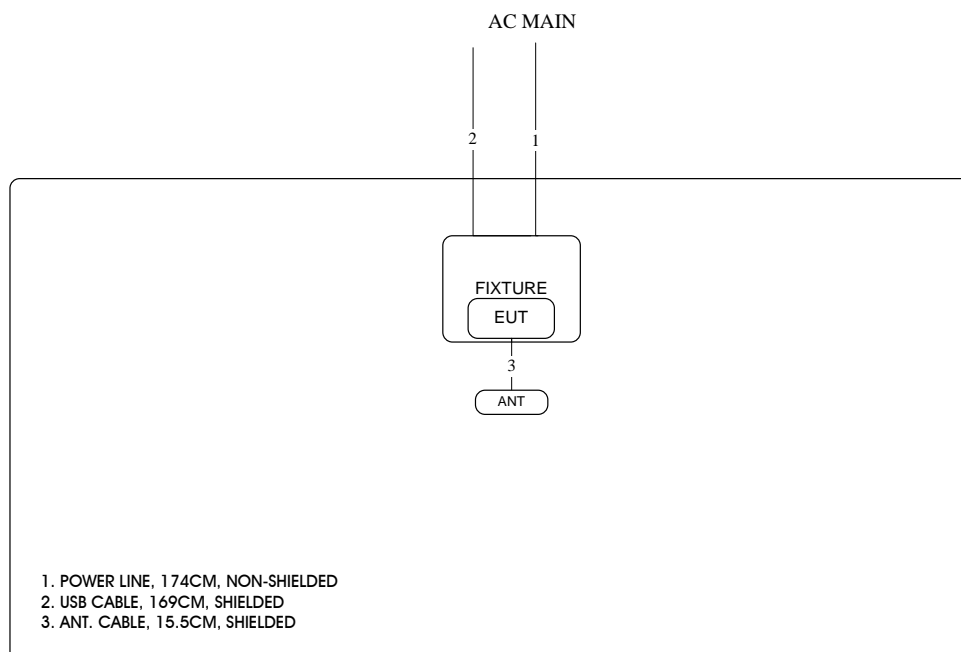 AC MAIN
2
1
FIXTURE
EUT
3
ANT
1. POWER LINE, 174CM, NON-SHIELDED
2. USB CABLE, 169CM, SHIELDED
3. ANT. CABLE, 15.5CM, SHIELDED